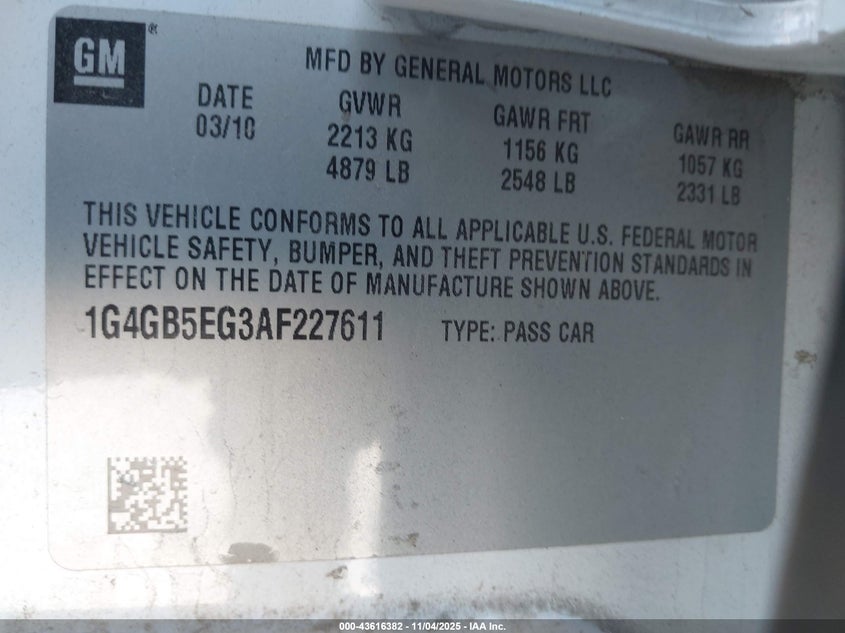 GM®
MFD BY GENERAL MOTORS LLC
DATE GVWR GAWR FRT GAWR RR
03/10 2213 KG 1156 KG 1057 KG
4879 LB 2548 LB 2331 LB
THIS VEHICLE CONFORMS TO ALL APPLICABLE U.S. FEDERAL MOTOR
VEHICLE SAFETY, BUMPER, AND THEFT PREVENTION STANDARDS IN
EFFECT ON THE DATE OF MANUFACTURE SHOWN ABOVE.
1G4GB5EG3AF227611 TYPE: PASS CAR
000-43616382 - 11/04/2025 - IAA Inc.